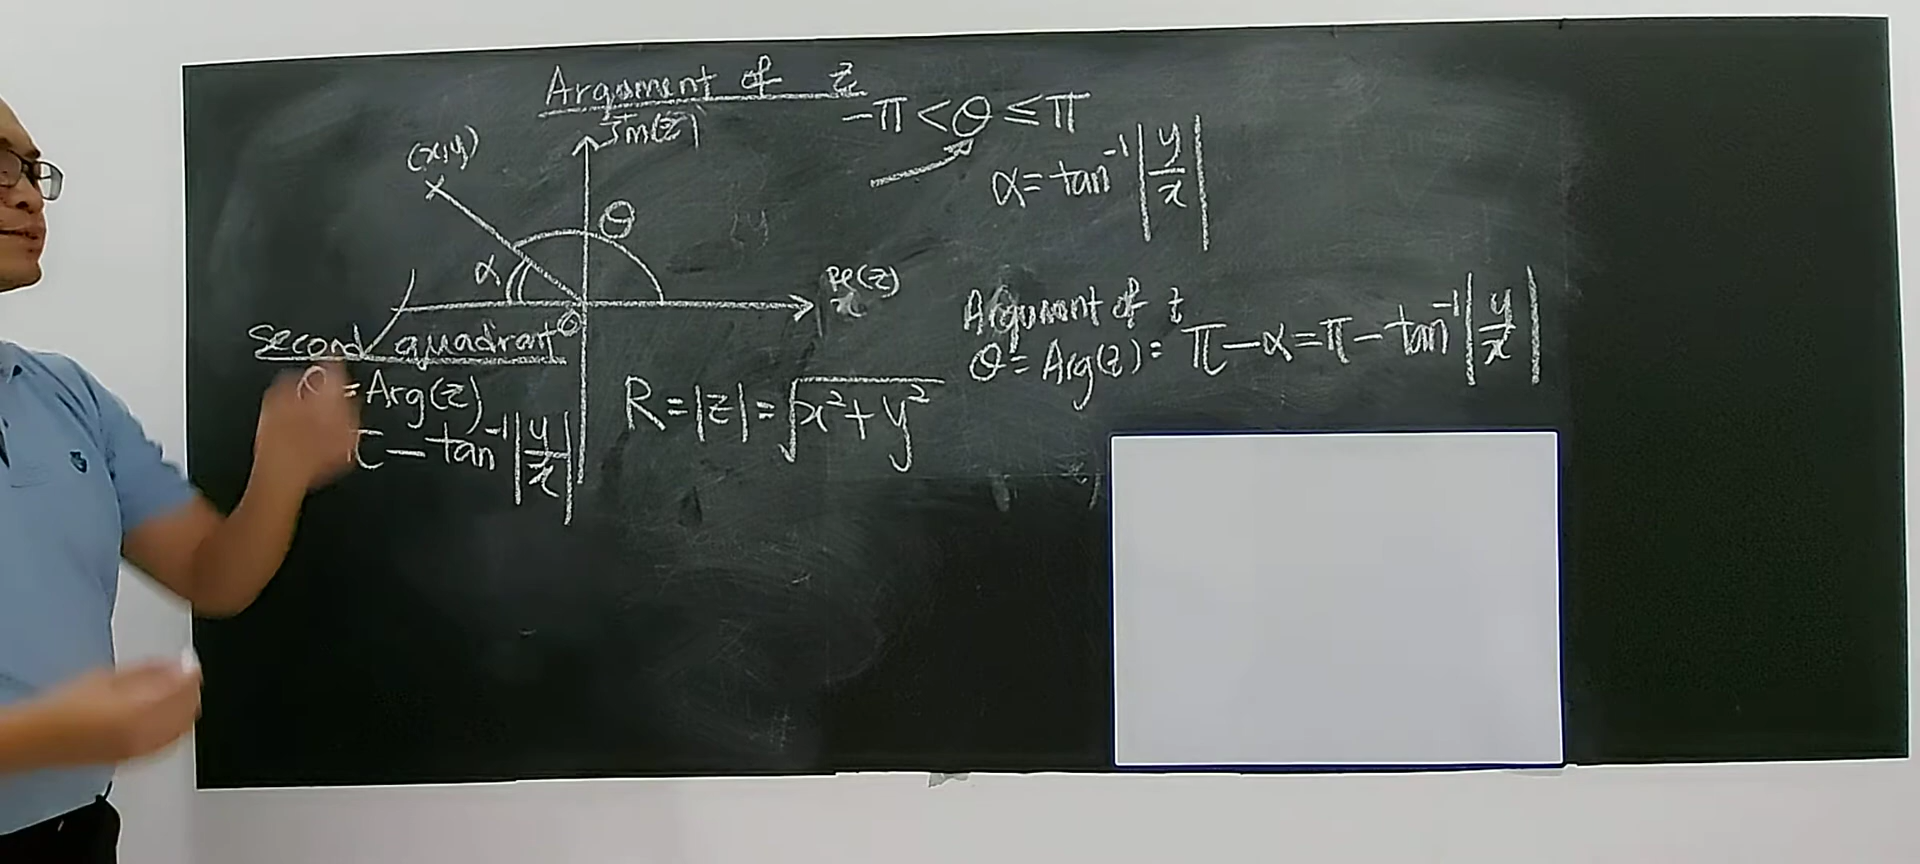 Argument of z
-π < θ ≤ π
Im(z)
(x,y)
α = tan⁻¹|y/x|
θ
α
Re(z)
x
O
Second quadrant
Argument of z
θ = Arg(z) = π - α = π - tan⁻¹|y/x|
= Arg(z)
π - tan⁻¹|y/x|
R = |z| = √x² + y²